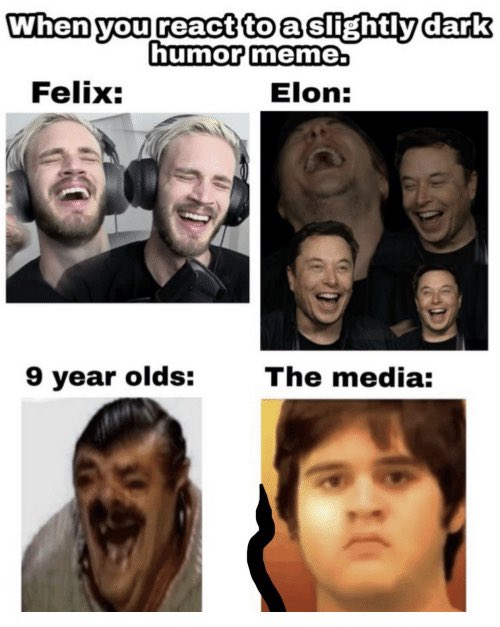 When you react to a slightly dark
humor meme.
Felix:
Elon:
9 year olds:
The media: